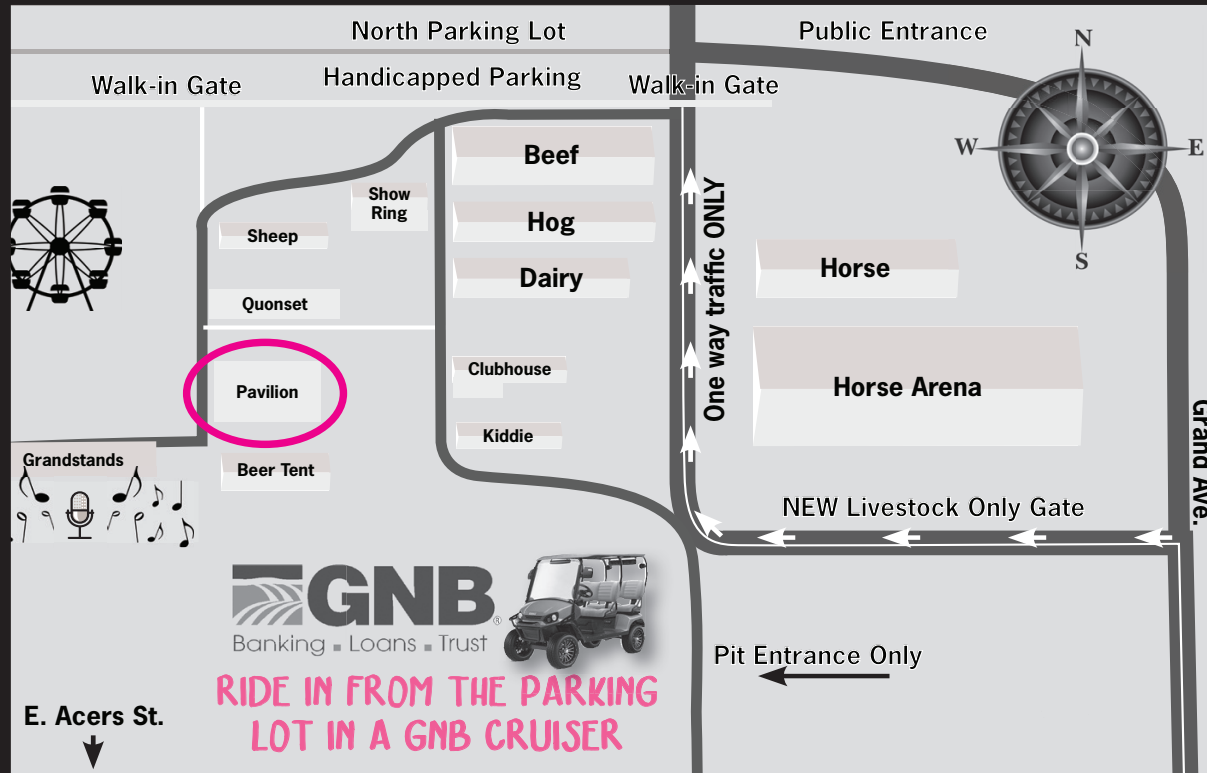 North Parking Lot
Public Entrance
Handicapped Parking
Walk-in Gate
Walk-in Gate
N
W
E
S
Beef
Show
Ring
Hog
Sheep
Dairy
Horse
One way traffic ONLY
Quonset
Clubhouse
Pavilion
Horse Arena
Grand Ave.
Kiddie
Grandstands
Beer Tent
NEW Livestock Only Gate
GNB®
Banking ■ Loans ■ Trust
Pit Entrance Only
RIDE IN FROM THE PARKING
LOT IN A GNB CRUISER
E. Acers St.